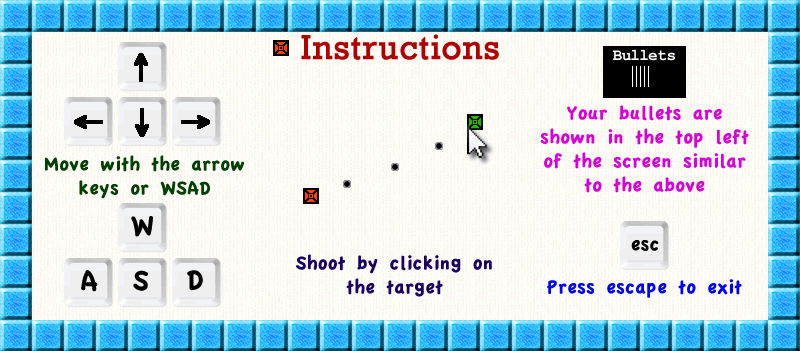 Instructions
Move with the arrow
keys or WSAD
W
A S D
Shoot by clicking on
the target
Bullets
Your bullets are
shown in the top left
of the screen similar
to the above
esc
Press escape to exit